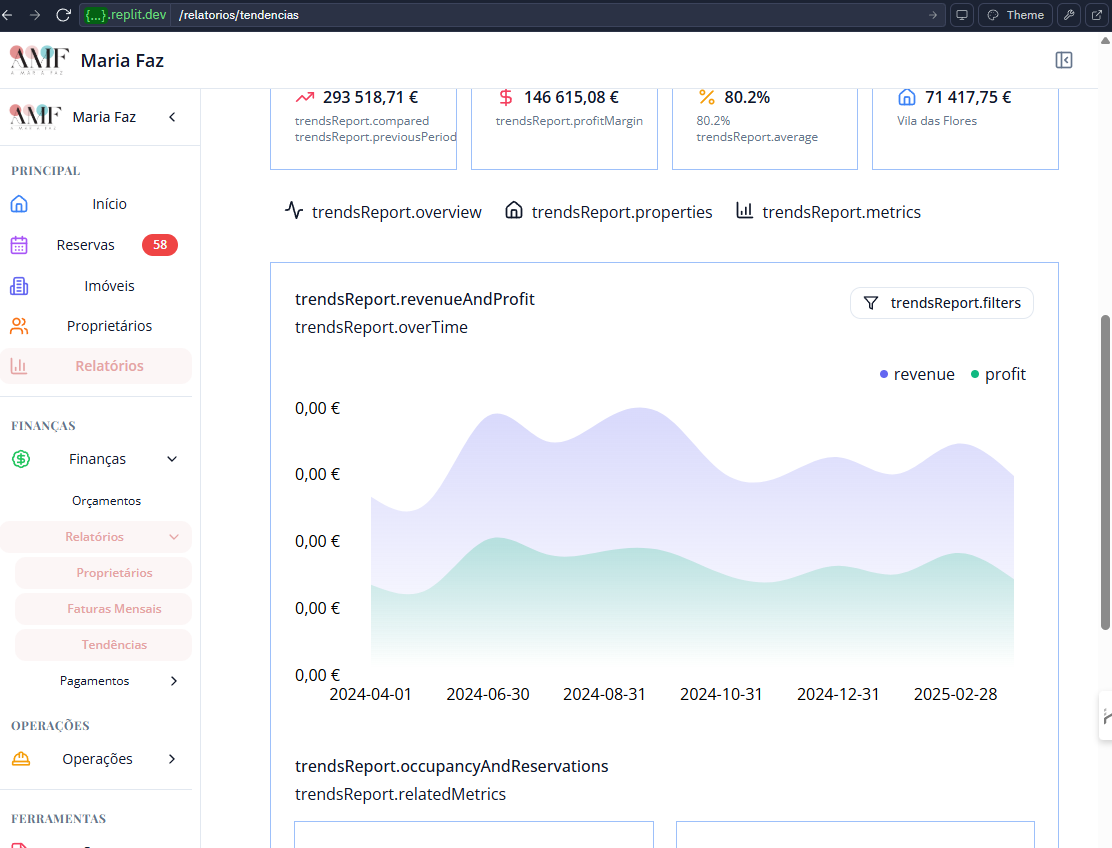 {...}.replit.dev /relatorios/tendencias
Theme
AMF
A MAR A FAZ
Maria Faz
AMF
A MAR A FAZ
Maria Faz
PRINCIPAL
Início
Reservas 58
Imóveis
Proprietários
Relatórios
FINANÇAS
Finanças
Orçamentos
Relatórios
Proprietários
Faturas Mensais
Tendências
Pagamentos
OPERAÇÕES
Operações
FERRAMENTAS
293 518,71 €
trendsReport.compared
trendsReport.previousPeriod
146 615,08 €
trendsReport.profitMargin
80.2%
80.2%
trendsReport.average
71 417,75 €
Vila das Flores
trendsReport.overview trendsReport.properties trendsReport.metrics
trendsReport.revenueAndProfit
trendsReport.overTime
trendsReport.filters
revenue profit
0,00 €
0,00 €
0,00 €
0,00 €
0,00 €
2024-04-01 2024-06-30 2024-08-31 2024-10-31 2024-12-31 2025-02-28
trendsReport.occupancyAndReservations
trendsReport.relatedMetrics